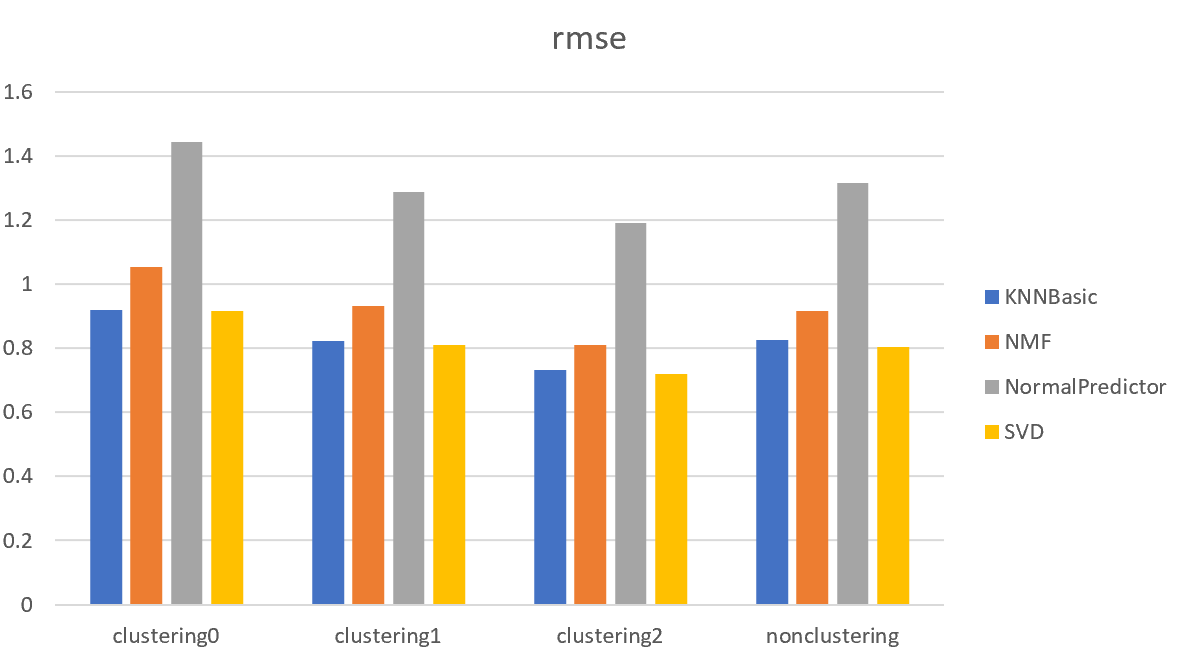 rmse
1.6
1.4
1.2
1
0.8
0.6
0.4
0.2
0
clustering0 clustering1 clustering2 nonclustering
KNNBasic
NMF
NormalPredictor
SVD